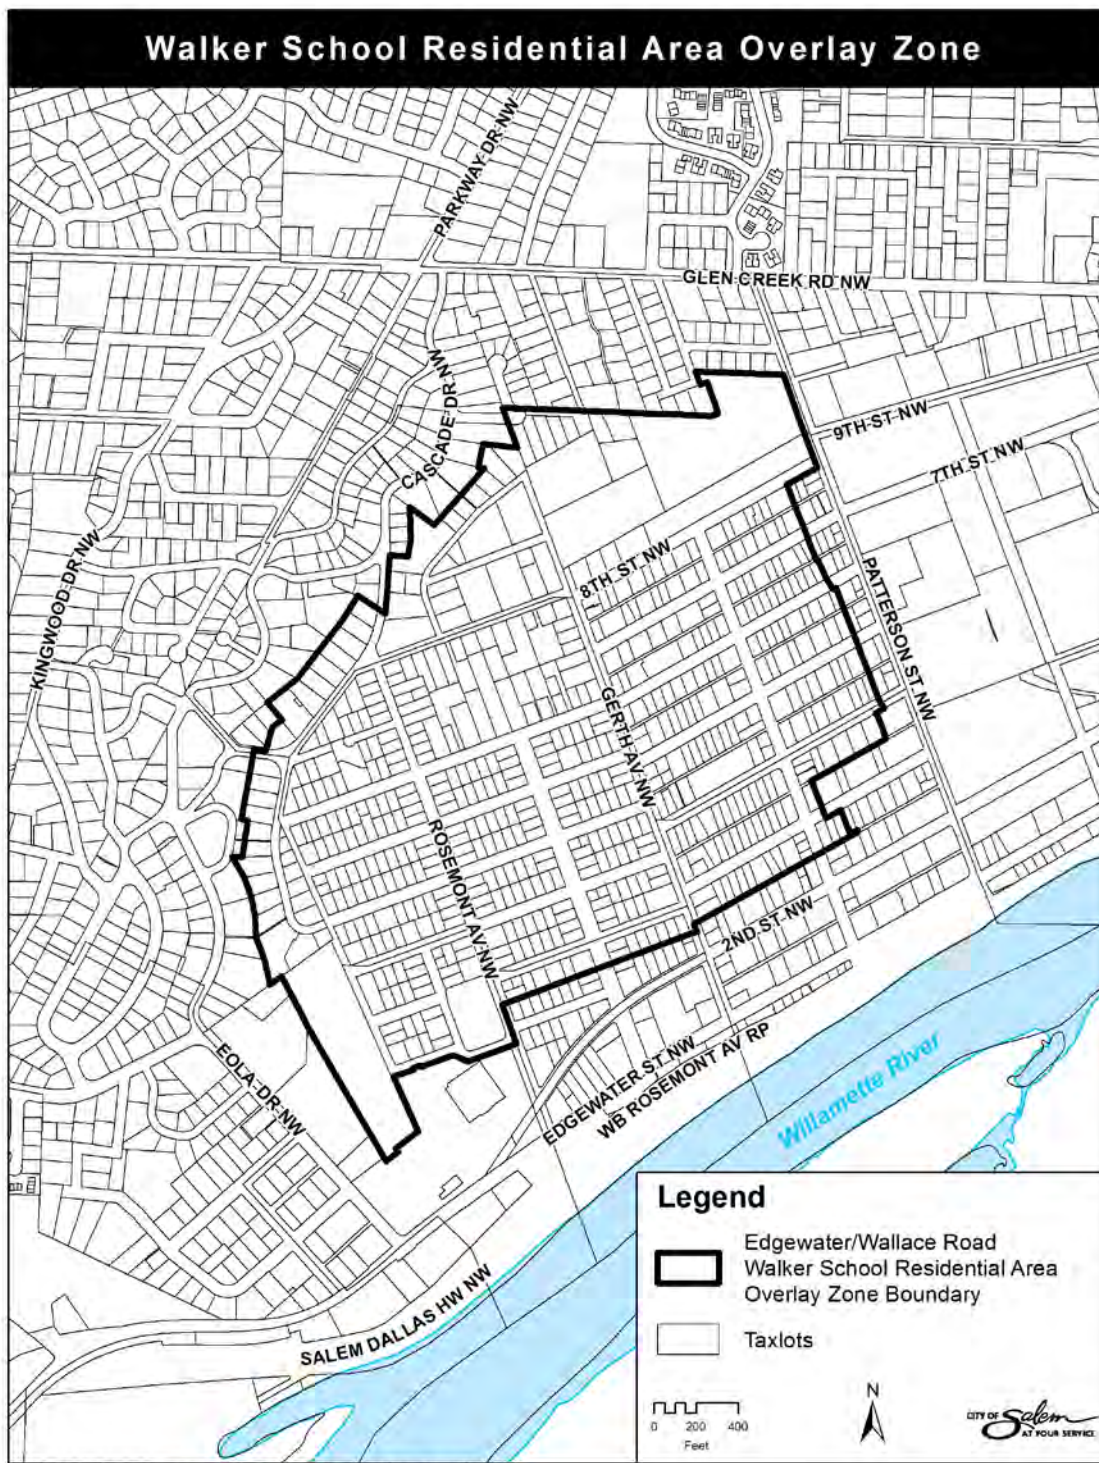 Walker School Residential Area Overlay Zone
PARKWAY DR NW
GLEN CREEK RD NW
CASCADE DR NW
9TH ST NW
7TH ST NW
KINGWOOD DR NW
8TH ST NW
PATTERSON ST NW
GERTH AV NW
ROSEMONT AV NW
2ND ST NW
EOLA DR NW
EDGEWATER ST NW
WB ROSEMONT AV RP
Willamette River
SALEM DALLAS HW NW
Legend
Edgewater/Wallace Road
Walker School Residential Area
Overlay Zone Boundary
Taxlots
0 200 400
Feet
N
CITY OF Salem
AT YOUR SERVICE